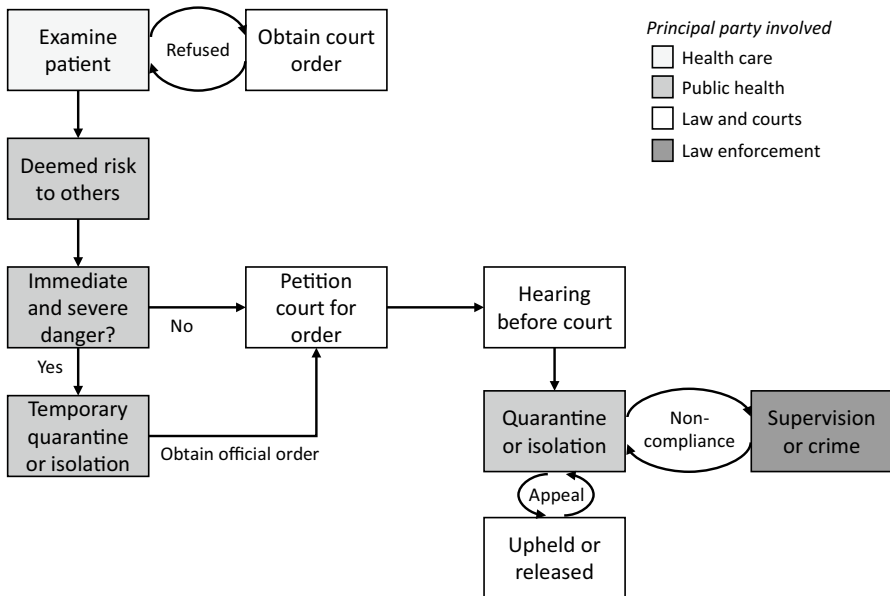 Examine
patient
Refused
Obtain court
order
Principal party involved
Health care
Public health
Law and courts
Law enforcement
Deemed risk
to others
Immediate
and severe
danger?
No
Petition
court for
order
Hearing
before court
Yes
Temporary
quarantine
or isolation
Obtain official order
Quarantine
or isolation
Non-
compliance
Supervision
or crime
Appeal
Upheld or
released